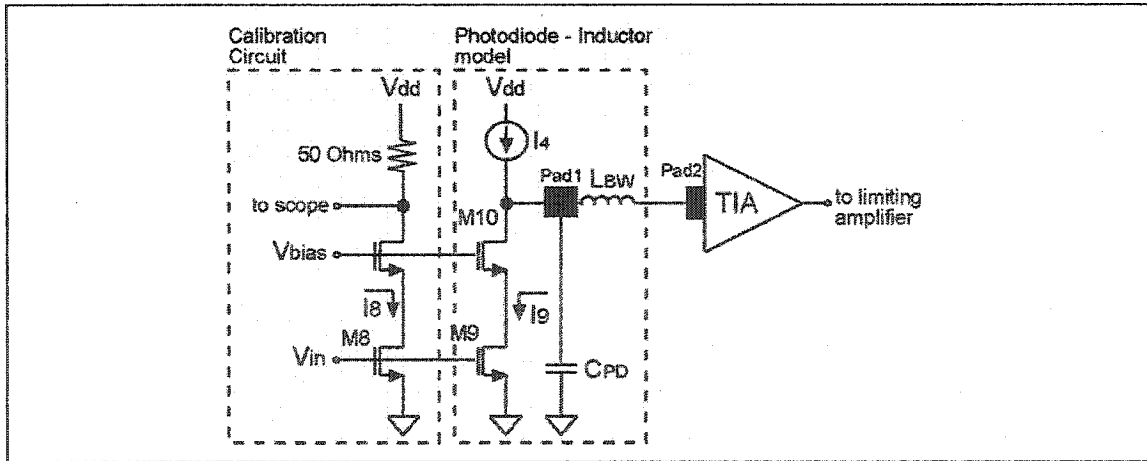 Calibration
Circuit
Photodiode - Inductor
model
Vdd
Vdd
50 Ohms
I4
Pad1
LBW
Pad2
TIA
to scope
to limiting
amplifier
M10
Vbias
I8
I9
M8
M9
Vin
CPD